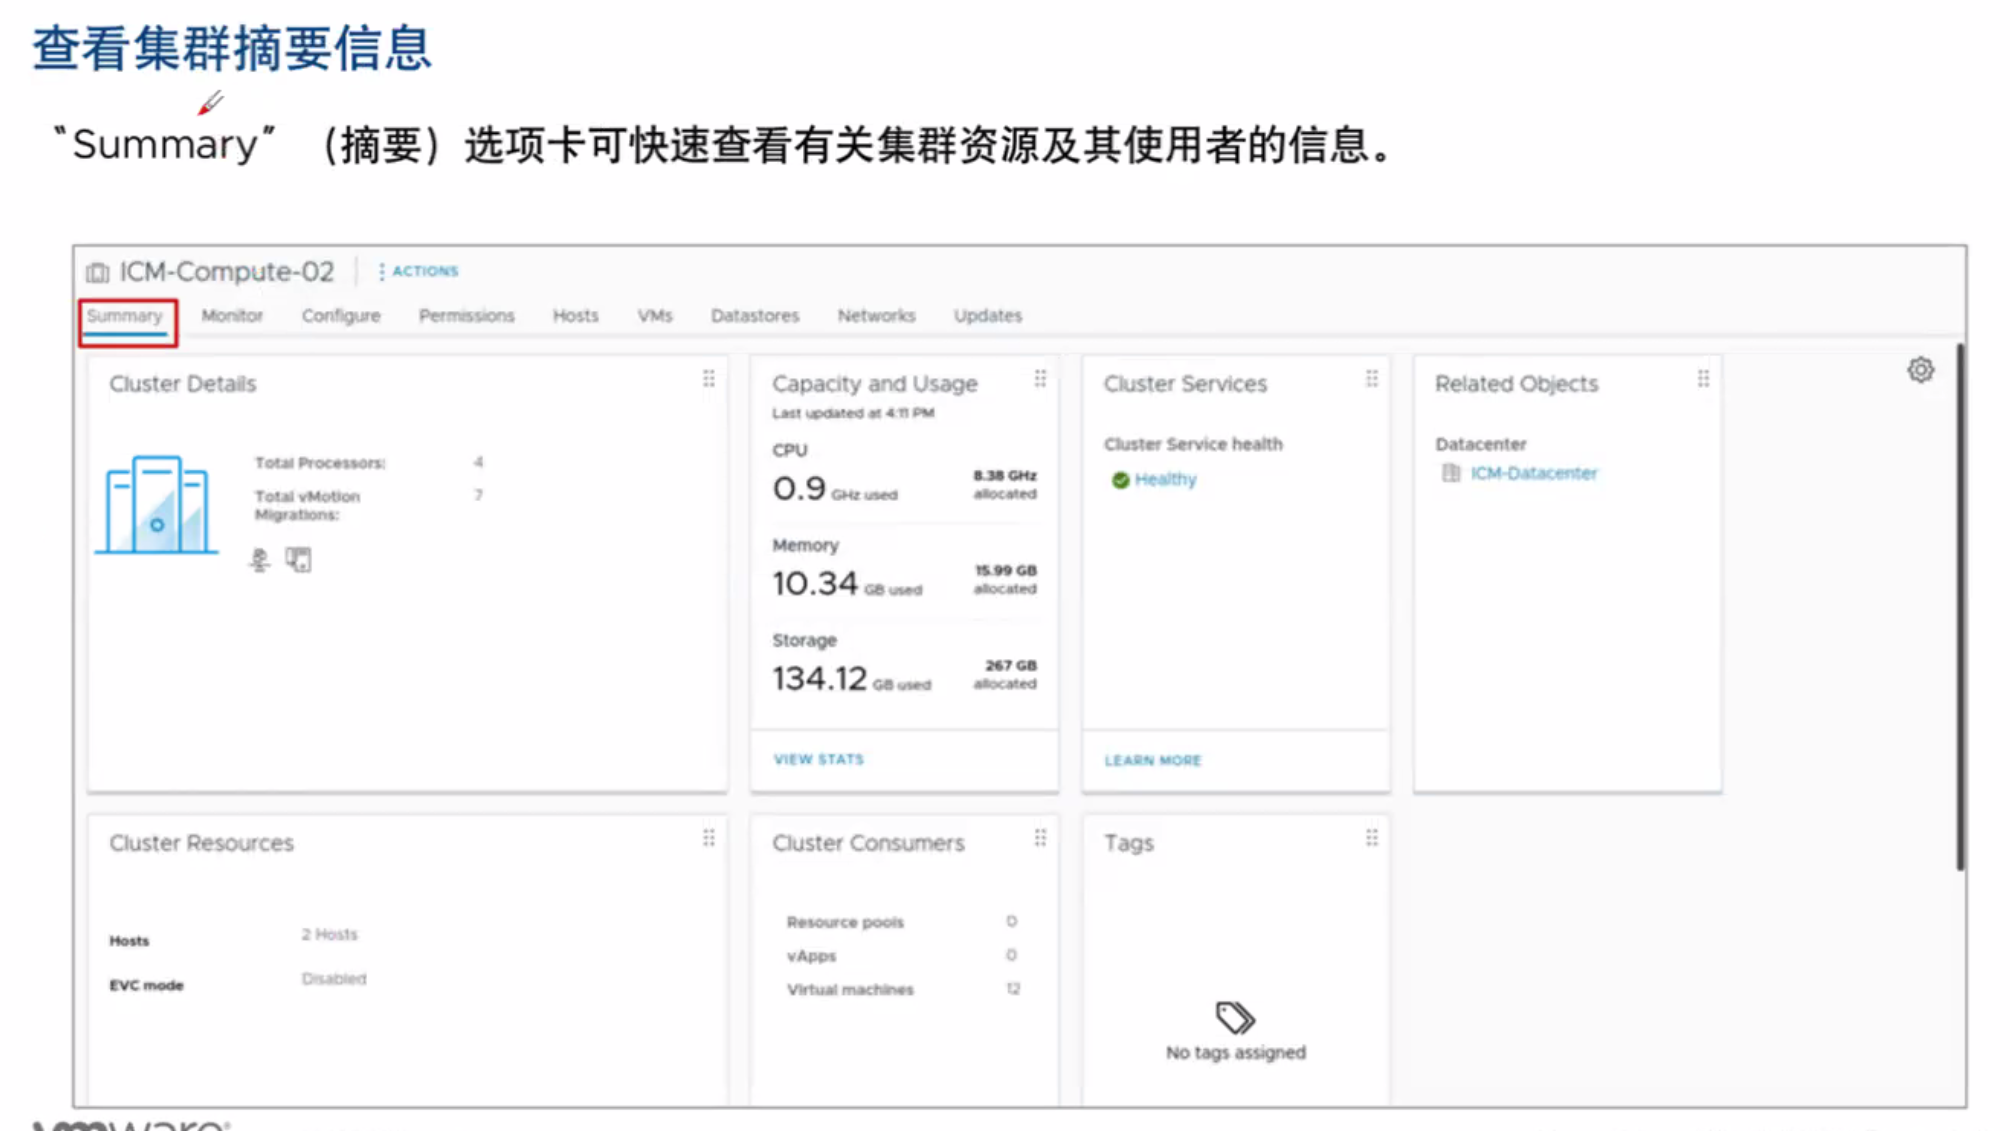 查看集群摘要信息
“Summary”（摘要）选项卡可快速查看有关集群资源及其使用者的信息。
ICM-Compute-02 ACTIONS
Summary Monitor Configure Permissions Hosts VMs Datastores Networks Updates
Cluster Details
Total Processors: 4
Total vMotion Migrations: 7
Capacity and Usage
Last updated at 4:11 PM
CPU
0.9 GHz used
8.38 GHz allocated
Memory
10.34 GB used
15.99 GB allocated
Storage
134.12 GB used
267 GB allocated
VIEW STATS
Cluster Services
Cluster Service health
Healthy
LEARN MORE
Related Objects
Datacenter
ICM-Datacenter
Cluster Resources
Hosts 2 Hosts
EVC mode Disabled
Cluster Consumers
Resource pools 0
vApps 0
Virtual machines 12
Tags
No tags assigned
vmware®